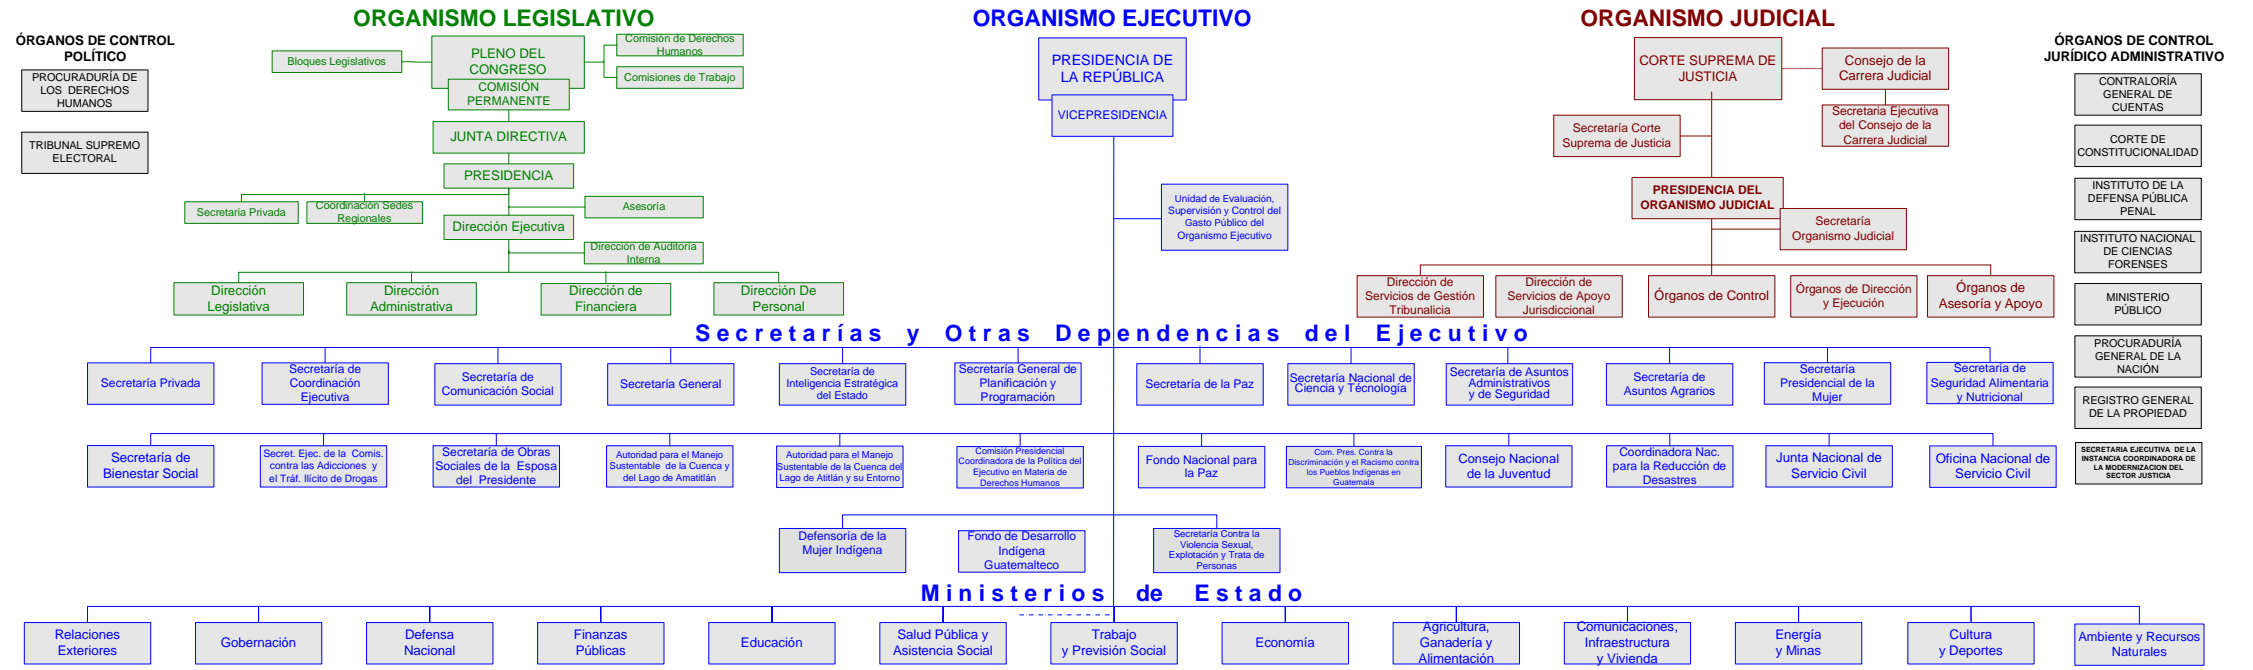 ORGANISMO LEGISLATIVO
ORGANISMO EJECUTIVO
ORGANISMO JUDICIAL
ÓRGANOS DE CONTROL
POLÍTICO
PROCURADURÍA DE
LOS DERECHOS
HUMANOS
TRIBUNAL SUPREMO
ELECTORAL
Bloques Legislativos
PLENO DEL
CONGRESO
COMISIÓN
PERMANENTE
Comisión de Derechos
Humanos
Comisiones de Trabajo
JUNTA DIRECTIVA
PRESIDENCIA
Secretaria Privada
Coordinación Sedes
Regionales
Asesoría
Dirección Ejecutiva
Dirección de Auditoría
Interna
Dirección
Legislativa
Dirección
Administrativa
Dirección de
Financiera
Dirección De
Personal
PRESIDENCIA DE
LA REPÚBLICA
VICEPRESIDENCIA
Unidad de Evaluación,
Supervisión y Control del
Gasto Público del
Organismo Ejecutivo
CORTE SUPREMA DE
JUSTICIA
Consejo de la
Carrera Judicial
Secretaria Ejecutiva
del Consejo de la
Carrera Judicial
Secretaría Corte
Suprema de Justicia
PRESIDENCIA DEL
ORGANISMO JUDICIAL
Secretaría
Organismo Judicial
Dirección de
Servicios de Gestión
Tribunalicia
Dirección de
Servicios de Apoyo
Jurisdiccional
Órganos de Control
Órganos de Dirección
y Ejecución
Órganos de
Asesoría y Apoyo
ÓRGANOS DE CONTROL
JURÍDICO ADMINISTRATIVO
CONTRALORÍA
GENERAL DE
CUENTAS
CORTE DE
CONSTITUCIONALIDAD
INSTITUTO DE LA
DEFENSA PÚBLICA
PENAL
INSTITUTO NACIONAL
DE CIENCIAS
FORENSES
MINISTERIO
PÚBLICO
PROCURADURÍA
GENERAL DE LA
NACIÓN
REGISTRO GENERAL
DE LA PROPIEDAD
SECRETARIA EJECUTIVA DE LA
INSTANCIA COORDINADORA DE
LA MODERNIZACION DEL
SECTOR JUSTICIA
Secretarías y Otras Dependencias del Ejecutivo
Secretaría Privada
Secretaría de
Coordinación
Ejecutiva
Secretaría de
Comunicación Social
Secretaría General
Secretaría de
Inteligencia Estratégica
del Estado
Secretaría General de
Planificación y
Programación
Secretaría de la Paz
Secretaría Nacional de
Ciencia y Técnología
Secretaría de Asuntos
Administrativos
y de Seguridad
Secretaría de
Asuntos Agrarios
Secretaría
Presidencial de la
Mujer
Secretaría de
Seguridad Alimentaria
y Nutricional
Secretaría de
Bienestar Social
Secret. Ejec. de la Comis.
contra las Adicciones y
el Tráf. Ilícito de Drogas
Secretaría de Obras
Sociales de la Esposa
del Presidente
Autoridad para el Manejo
Sustentable de la Cuenca y
del Lago de Amatitlán
Autoridad para el Manejo
Sustentable de la Cuenca del
Lago de Atitlán y su Entorno
Comisión Presidencial
Coordinadora de la Política del
Ejecutivo en Materia de
Derechos Humanos
Fondo Nacional para
la Paz
Com. Pres. Contra la
Discriminación y el Racismo contra
los Pueblos Indígenas en
Guatemala
Consejo Nacional
de la Juventud
Coordinadora Nac.
para la Reducción de
Desastres
Junta Nacional de
Servicio Civil
Oficina Nacional de
Servicio Civil
Defensoría de la
Mujer Indígena
Fondo de Desarrollo
Indígena
Guatemalteco
Secretaría Contra la
Violencia Sexual,
Explotación y Trata de
Personas
Ministerios de Estado
Relaciones
Exteriores
Gobernación
Defensa
Nacional
Finanzas
Públicas
Educación
Salud Pública y
Asistencia Social
Trabajo
y Previsión Social
Economía
Agricultura,
Ganadería y
Alimentación
Comunicaciones,
Infraestructura
y Vivienda
Energía
y Minas
Cultura
y Deportes
Ambiente y Recursos
Naturales